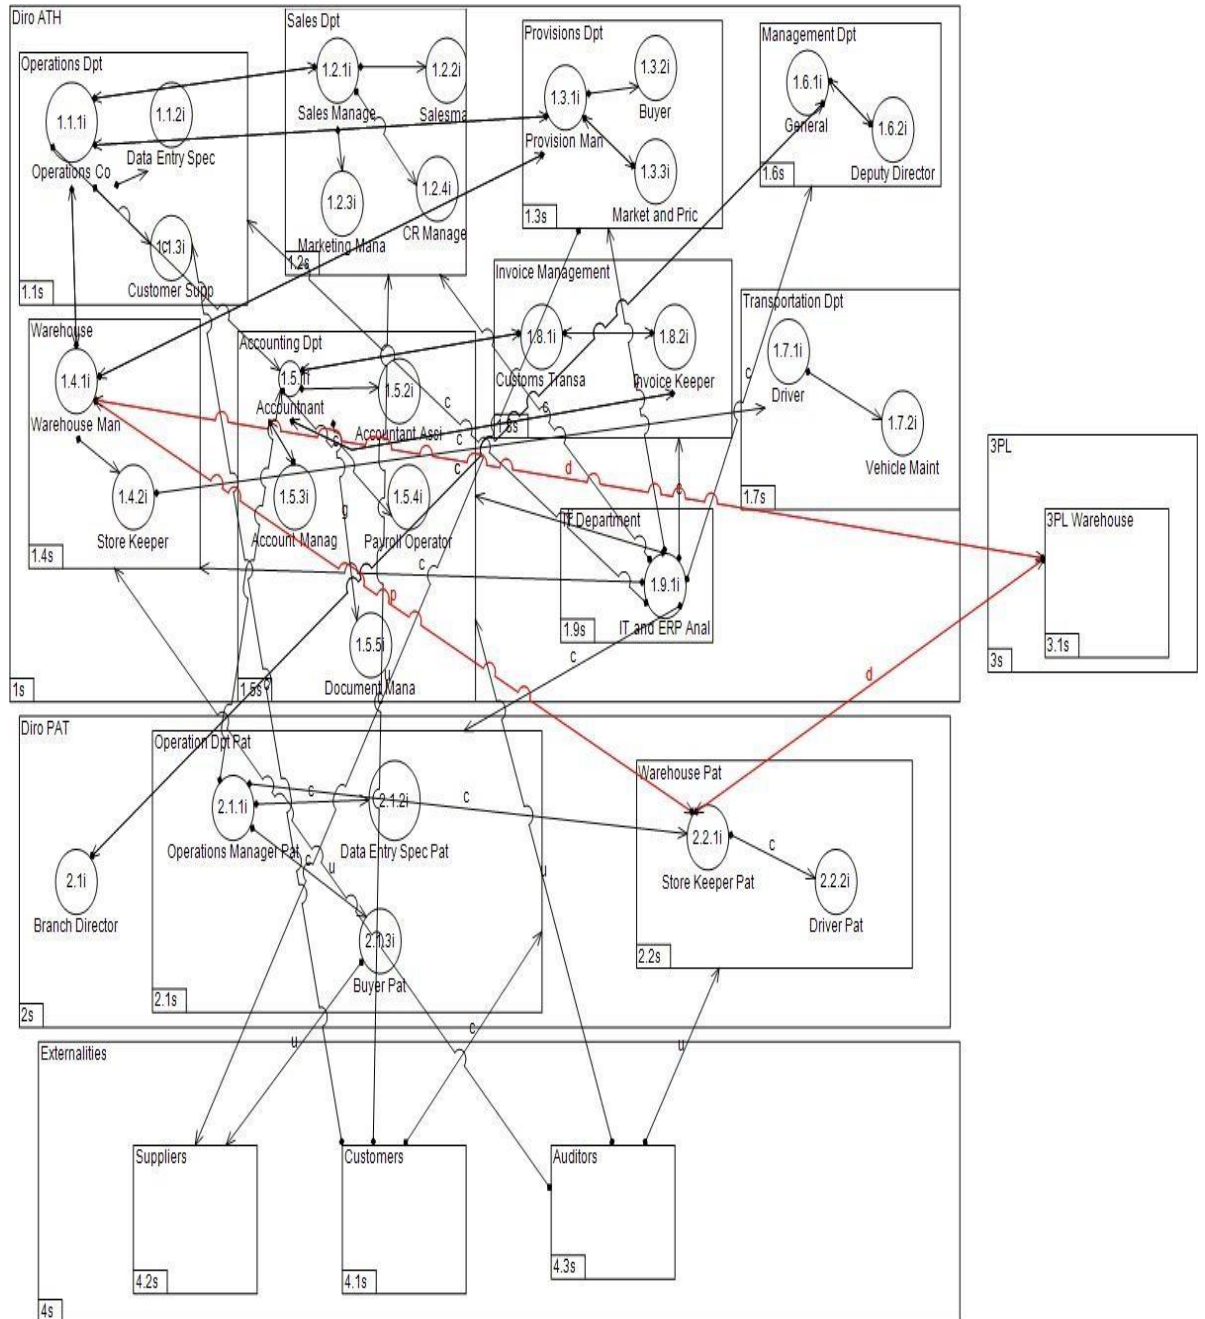 Diro ATH
Operations Dpt
1.1.1i
Operations Co
1.1.2i
Data Entry Spec
Customer Supp
1.1s
Sales Dpt
1.2.1i
Sales Manage
1.2.2i
Salesma
1.2.3i
Marketing Mana
1.2.4i
CR Manage
1.2s
Provisions Dpt
1.3.1i
Provision Man
1.3.2i
Buyer
1.3.3i
Market and Pric
1.3s
Management Dpt
1.6.1i
General
1.6.2i
Deputy Director
1.6s
Warehouse
1.4.1i
Warehouse Man
1.4.2i
Store Keeper
1.4s
Accounting Dpt
Accountnant
1.5.2i
Accountant Assi
1.5.3i
Account Manag
1.5.4i
Payroll Operator
1.5.5i
Document Mana
1.5s
Invoice Management
1.8.1i
Customs Transa
1.8.2i
Invoice Keeper
Transportation Dpt
1.7.1i
Driver
1.7.2i
Vehicle Maint
1.7s
IT Department
1.9.1i
IT and ERP Anal
1.9s
1s
c
c
c
c
c
c
g
d
p
d
3PL
3PL Warehouse
3.1s
3s
Diro PAT
2.1i
Branch Director
Operation Dpt Pat
2.1.1i
Operations Manager Pat
2.1.2i
Data Entry Spec Pat
2.1.3i
Buyer Pat
2.1s
c
c
c
u
u
Warehouse Pat
2.2.1i
Store Keeper Pat
c
2.2.2i
Driver Pat
2.2s
2s
u
c
u
Externalities
Suppliers
4.2s
Customers
4.1s
Auditors
4.3s
4s